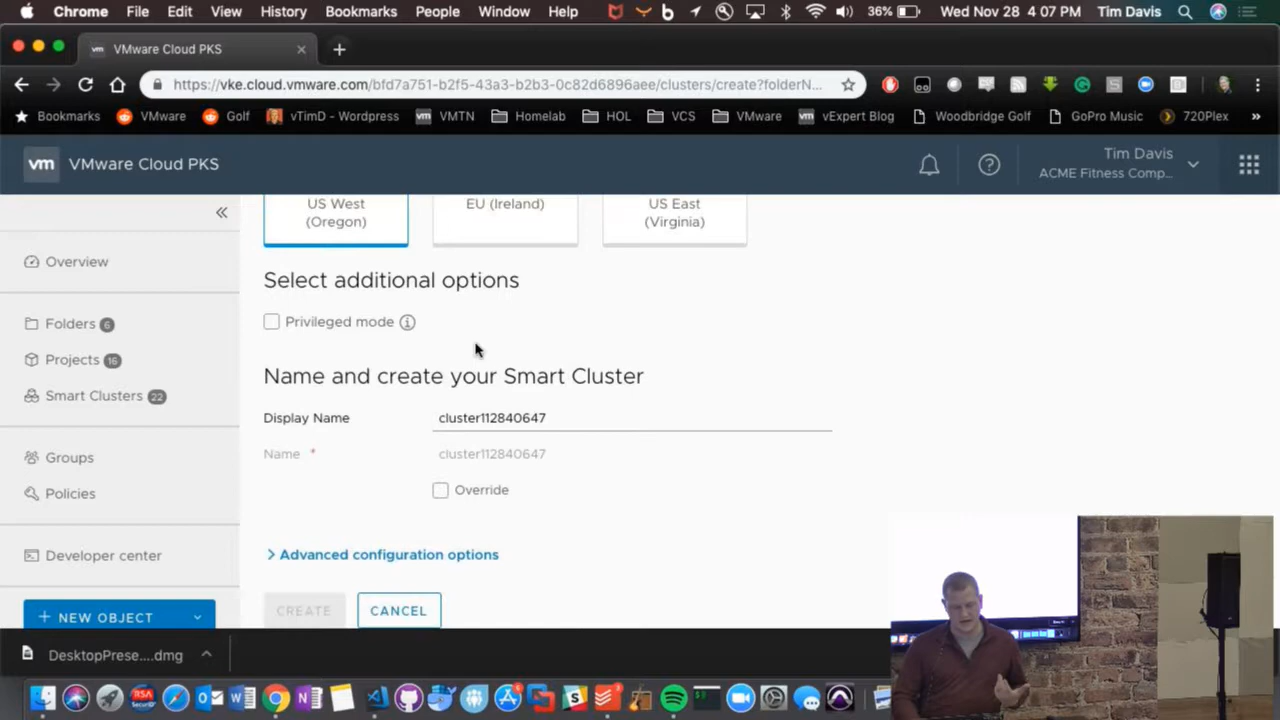 Chrome File Edit View History Bookmarks People Window Help 36% Wed Nov 28 4:07 PM Tim Davis
VMware Cloud PKS
https://vke.cloud.vmware.com/bfd7a751-b2f5-43a3-b2b3-0c82d6896aee/clusters/create?folderN...
Bookmarks VMware Golf vTimD - Wordpress VMTN Homelab HOL VCS VMware vExpert Blog Woodbridge Golf GoPro Music 720Plex »
vm VMware Cloud PKS
Tim Davis
ACME Fitness Comp...
Overview
Folders 6
Projects 16
Smart Clusters 22
Groups
Policies
Developer center
+ NEW OBJECT
US West
(Oregon)
EU (Ireland)
US East
(Virginia)
Select additional options
Privileged mode
Name and create your Smart Cluster
Display Name cluster112840647
Name * cluster112840647
Override
> Advanced configuration options
CREATE CANCEL
DesktopPrese....dmg